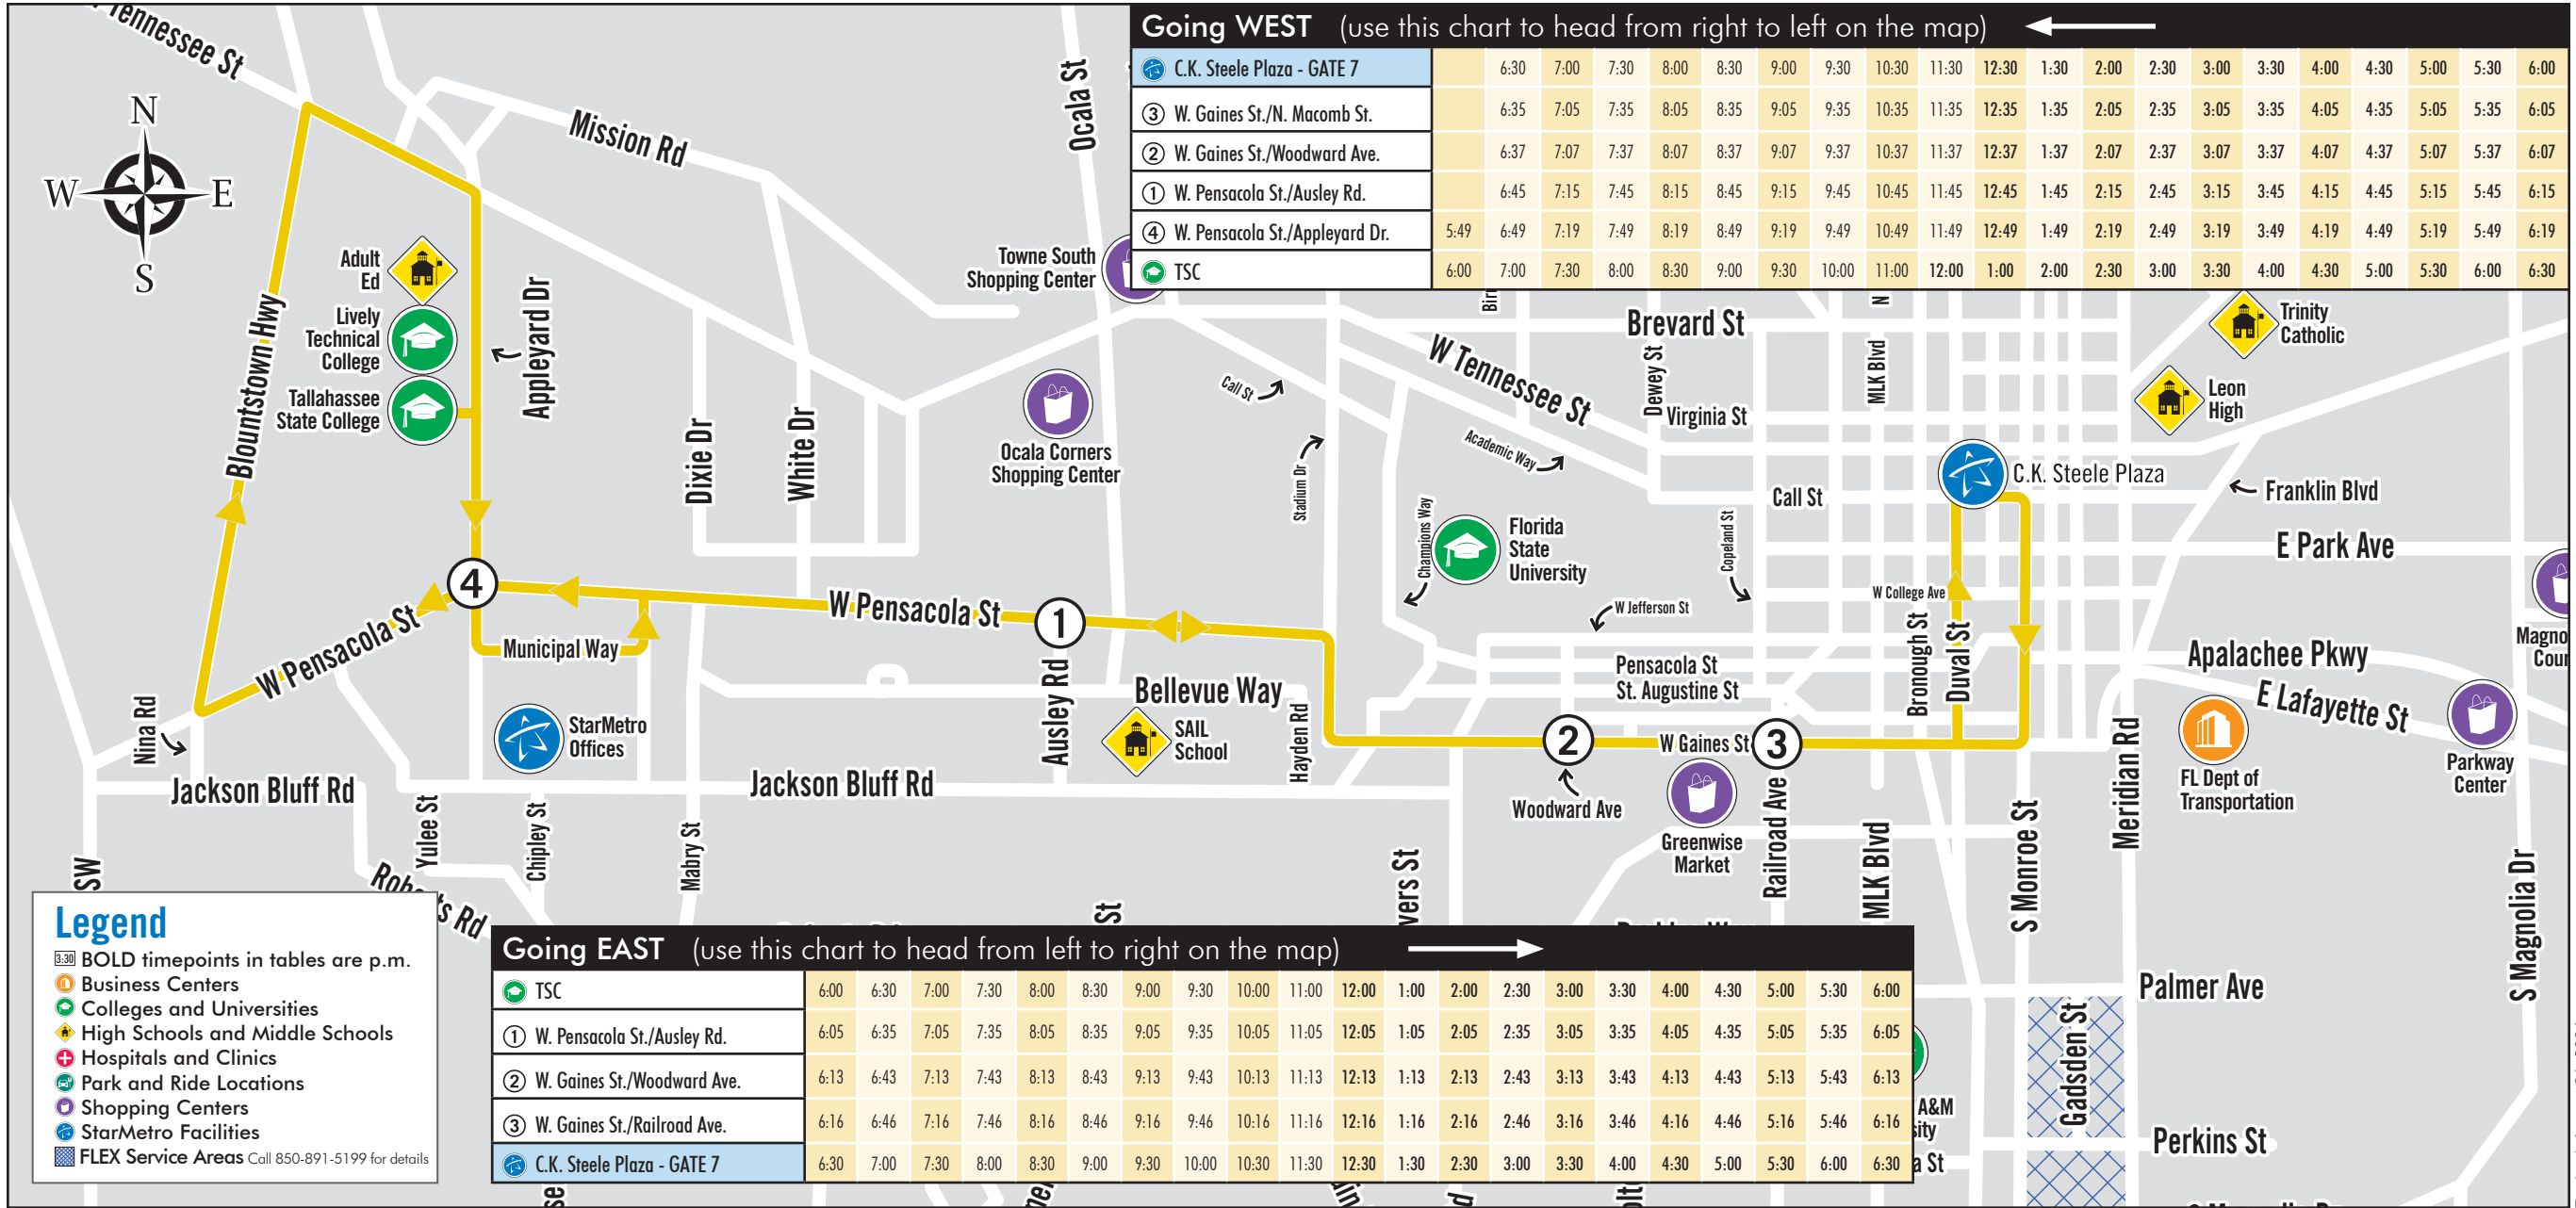 Going WEST (use this chart to head from right to left on the map)
C.K. Steele Plaza - GATE 7 6:30 7:00 7:30 8:00 8:30 9:00 9:30 10:30 11:30 12:30 1:30 2:00 2:30 3:00 3:30 4:00 4:30 5:00 5:30 6:00
3 W. Gaines St./N. Macomb St. 6:35 7:05 7:35 8:05 8:35 9:05 9:35 10:35 11:35 12:35 1:35 2:05 2:35 3:05 3:35 4:05 4:35 5:05 5:35 6:05
2 W. Gaines St./Woodward Ave. 6:37 7:07 7:37 8:07 8:37 9:07 9:37 10:37 11:37 12:37 1:37 2:07 2:37 3:07 3:37 4:07 4:37 5:07 5:37 6:07
1 W. Pensacola St./Ausley Rd. 6:45 7:15 7:45 8:15 8:45 9:15 9:45 10:45 11:45 12:45 1:45 2:15 2:45 3:15 3:45 4:15 4:45 5:15 5:45 6:15
4 W. Pensacola St./Appleyard Dr. 5:49 6:49 7:19 7:49 8:19 8:49 9:19 9:49 10:49 11:49 12:49 1:49 2:19 2:49 3:19 3:49 4:19 4:49 5:19 5:49 6:19
TSC 6:00 7:00 7:30 8:00 8:30 9:00 9:30 10:00 11:00 12:00 1:00 2:00 2:30 3:00 3:30 4:00 4:30 5:00 5:30 6:00 6:30
Tennessee St
N
W E
S
Mission Rd
Ocala St
Adult
Ed
Lively
Technical
College
Tallahassee
State College
Blountstown Hwy
Appleyard Dr
Dixie Dr
White Dr
Towne South
Shopping Center
Ocala Corners
Shopping Center
Call St
Stadium Dr
Champions Way
W Tennessee St
Academic Way
Brevard St
Dewey St
Virginia St
MLK Blvd
N
Trinity
Catholic
Leon
High
C.K. Steele Plaza
Franklin Blvd
Call St
Copeland St
Florida
State
University
E Park Ave
W College Ave
W Jefferson St
Bronough St
Duval St
Pensacola St
St. Augustine St
Apalachee Pkwy
E Lafayette St
4
W Pensacola St
1
W Pensacola St
Municipal Way
Nina Rd
StarMetro
Offices
Ausley Rd
Bellevue Way
SAIL
School
Hayden Rd
2
W Gaines St
3
Woodward Ave
Greenwise
Market
Railroad Ave
MLK Blvd
S Monroe St
Meridian Rd
FL Dept of
Transportation
Parkway
Center
S Magnolia Dr
Jackson Bluff Rd
Jackson Bluff Rd
Yulee St
Chipley St
Mabry St
SW
Roberts Rd
St
Palmer Ave
Gadsden St
Perkins St
A&M
St
Legend
3:30 BOLD timepoints in tables are p.m.
Business Centers
Colleges and Universities
High Schools and Middle Schools
Hospitals and Clinics
Park and Ride Locations
Shopping Centers
StarMetro Facilities
FLEX Service Areas Call 850-891-5199 for details
Going EAST (use this chart to head from left to right on the map)
TSC 6:00 6:30 7:00 7:30 8:00 8:30 9:00 9:30 10:00 11:00 12:00 1:00 2:00 2:30 3:00 3:30 4:00 4:30 5:00 5:30 6:00
1 W. Pensacola St./Ausley Rd. 6:05 6:35 7:05 7:35 8:05 8:35 9:05 9:35 10:05 11:05 12:05 1:05 2:05 2:35 3:05 3:35 4:05 4:35 5:05 5:35 6:05
2 W. Gaines St./Woodward Ave. 6:13 6:43 7:13 7:43 8:13 8:43 9:13 9:43 10:13 11:13 12:13 1:13 2:13 2:43 3:13 3:43 4:13 4:43 5:13 5:43 6:13
3 W. Gaines St./Railroad Ave. 6:16 6:46 7:16 7:46 8:16 8:46 9:16 9:46 10:16 11:16 12:16 1:16 2:16 2:46 3:16 3:46 4:16 4:46 5:16 5:46 6:16
C.K. Steele Plaza - GATE 7 6:30 7:00 7:30 8:00 8:30 9:00 9:30 10:00 10:30 11:30 12:30 1:30 2:30 3:00 3:30 4:00 4:30 5:00 5:30 6:00 6:30